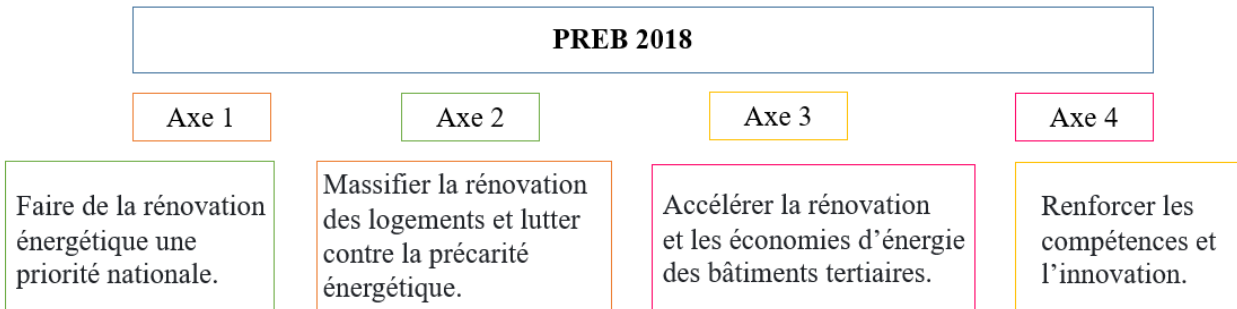 PREB 2018
Axe 1
Axe 2
Axe 3
Axe 4
Faire de la rénovation
énergétique une
priorité nationale.
Massifier la rénovation
des logements et lutter
contre la précarité
énergétique.
Accélérer la rénovation
et les économies d’énergie
des bâtiments tertiaires.
Renforcer les
compétences et
l’innovation.